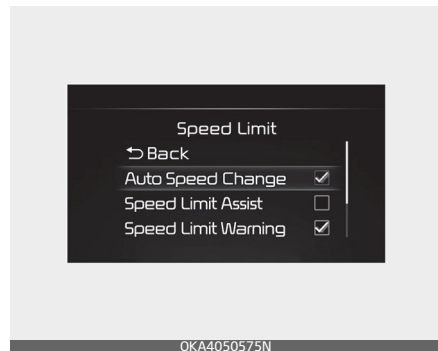 Speed Limit
Back
Auto Speed Change
Speed Limit Assist
Speed Limit Warning
OKA4050575N